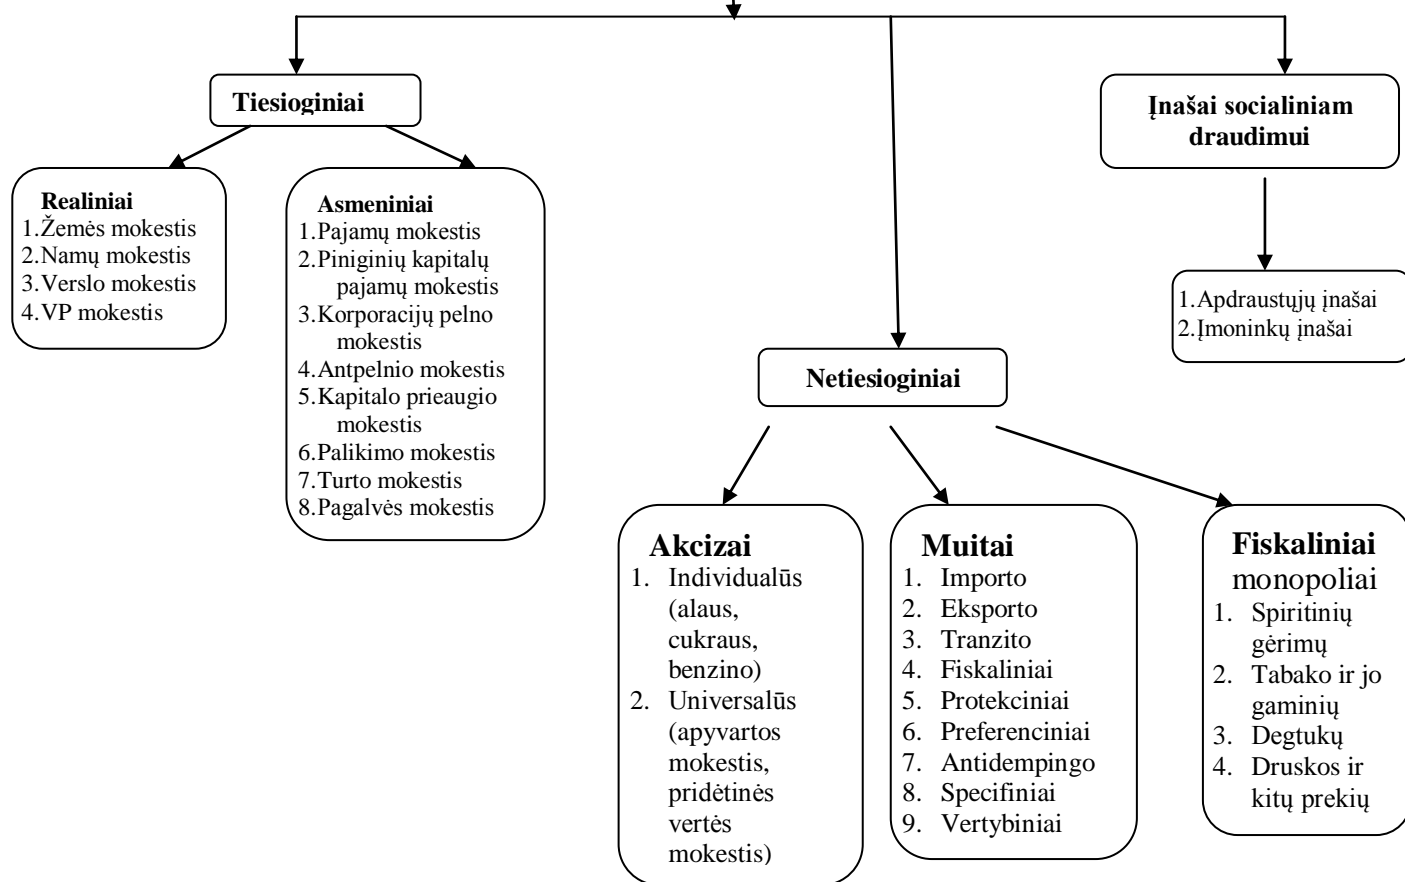 Tiesioginiai
Įnašai socialiniam
draudimui
Realiniai
1.Žemės mokestis
2.Namų mokestis
3.Verslo mokestis
4.VP mokestis
Asmeniniai
1.Pajamų mokestis
2.Piniginių kapitalų
pajamų mokestis
3.Korporacijų pelno
mokestis
4.Antpelnio mokestis
5.Kapitalo prieaugio
mokestis
6.Palikimo mokestis
7.Turto mokestis
8.Pagalvės mokestis
1.Apdraustųjų įnašai
2.Įmoninkų įnašai
Netiesioginiai
Akcizai
1. Individualūs
(alaus,
cukraus,
benzino)
2. Universalūs
(apyvartos
mokestis,
pridėtinės
vertės
mokestis)
Muitai
1. Importo
2. Eksporto
3. Tranzito
4. Fiskaliniai
5. Protekciniai
6. Preferenciniai
7. Antidempingo
8. Specifiniai
9. Vertybiniai
Fiskaliniai
monopoliai
1. Spiritinių
gėrimų
2. Tabako ir jo
gaminių
3. Degtukų
4. Druskos ir
kitų prekių